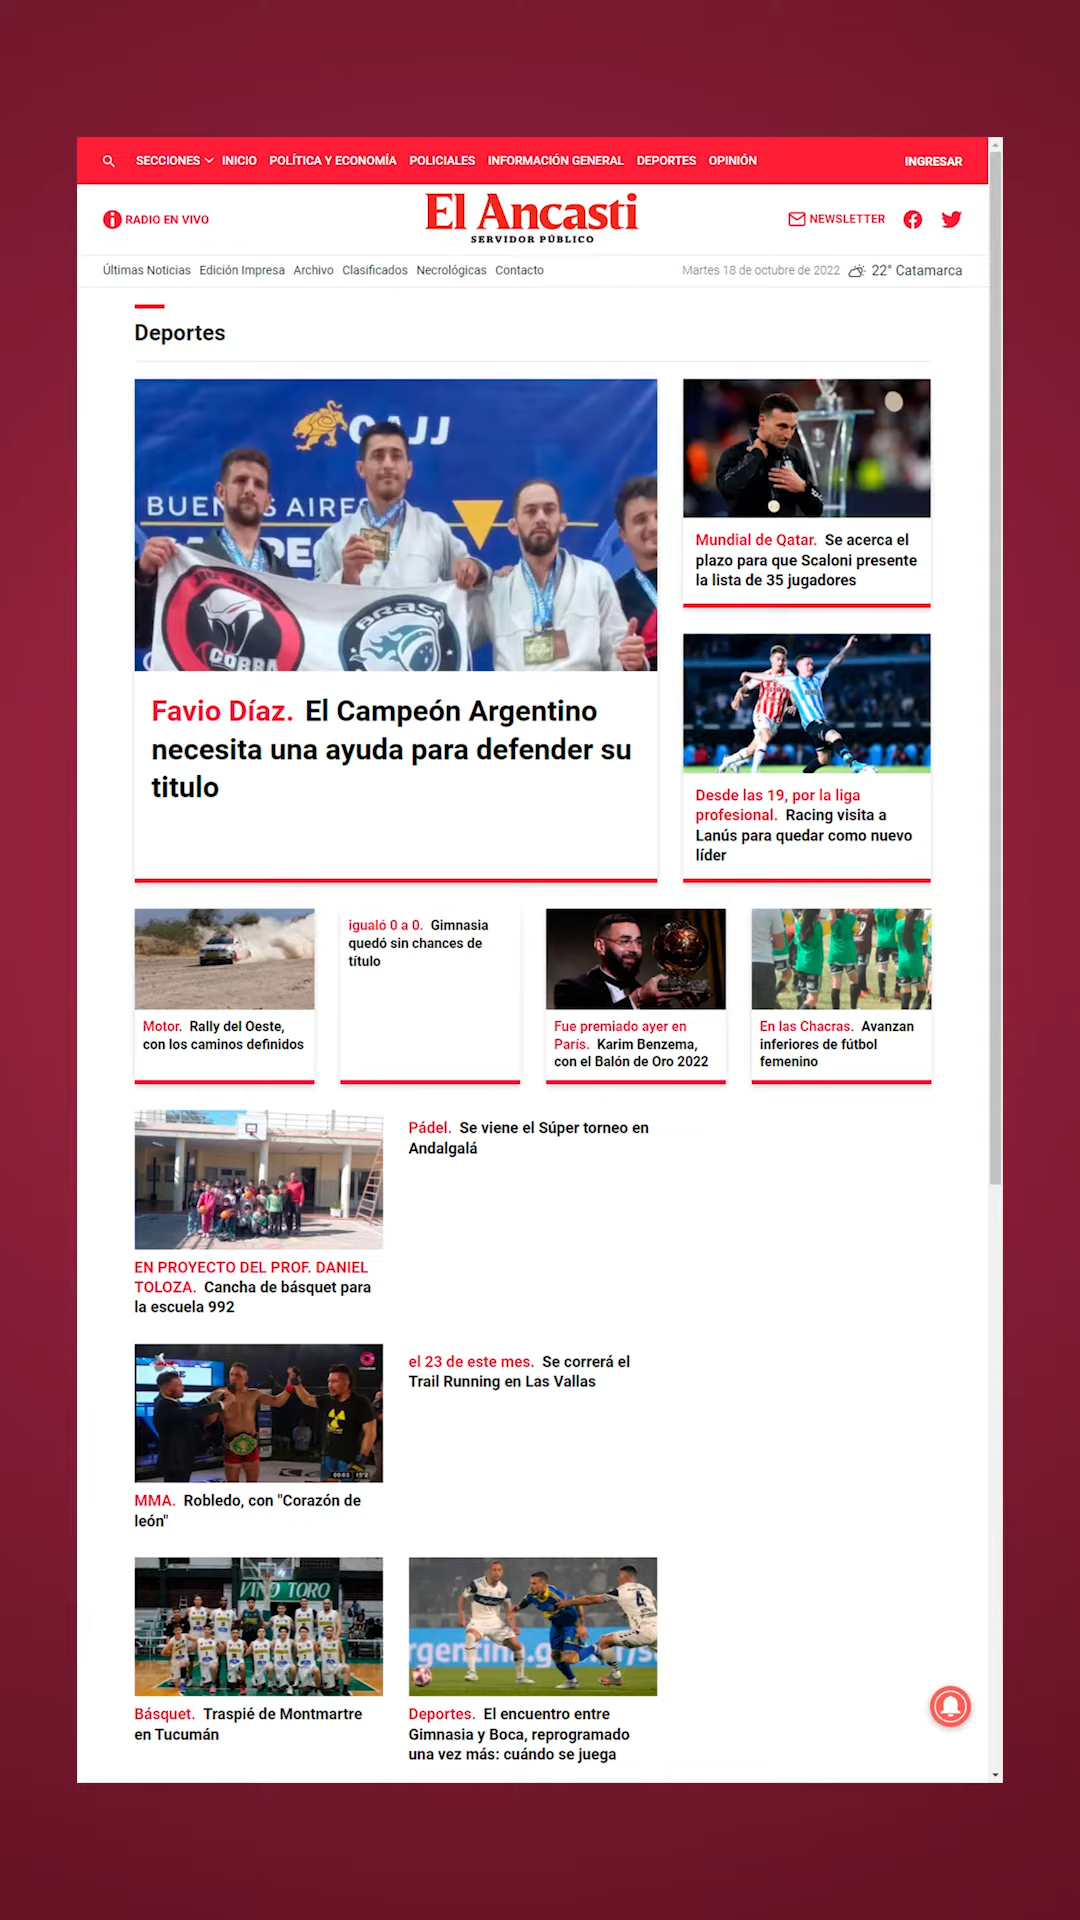 SECCIONES INICIO POLÍTICA Y ECONOMÍA POLICIALES INFORMACIÓN GENERAL DEPORTES OPINIÓN INGRESAR
RADIO EN VIVO
El Ancasti
SERVIDOR PÚBLICO
NEWSLETTER
Últimas Noticias Edición Impresa Archivo Clasificados Necrológicas Contacto
Martes 18 de octubre de 2022 22° Catamarca
Deportes
BUENOS AIRES
JIU-JITSU
COBRA
BRASA
Favio Díaz. El Campeón Argentino
necesita una ayuda para defender su
titulo
Mundial de Qatar. Se acerca el
plazo para que Scaloni presente
la lista de 35 jugadores
Desde las 19, por la liga
profesional. Racing visita a
Lanús para quedar como nuevo
líder
Motor. Rally del Oeste,
con los caminos definidos
igualó 0 a 0. Gimnasia
quedó sin chances de
título
Fue premiado ayer en
París. Karim Benzema,
con el Balón de Oro 2022
En las Chacras. Avanzan
inferiores de fútbol
femenino
EN PROYECTO DEL PROF. DANIEL
TOLOZA. Cancha de básquet para
la escuela 992
Pádel. Se viene el Súper torneo en
Andalgalá
MMA. Robledo, con "Corazón de
león"
el 23 de este mes. Se correrá el
Trail Running en Las Vallas
TORO
Básquet. Traspié de Montmartre
en Tucumán
4
rgentina.g
Deportes. El encuentro entre
Gimnasia y Boca, reprogramado
una vez más: cuándo se juega